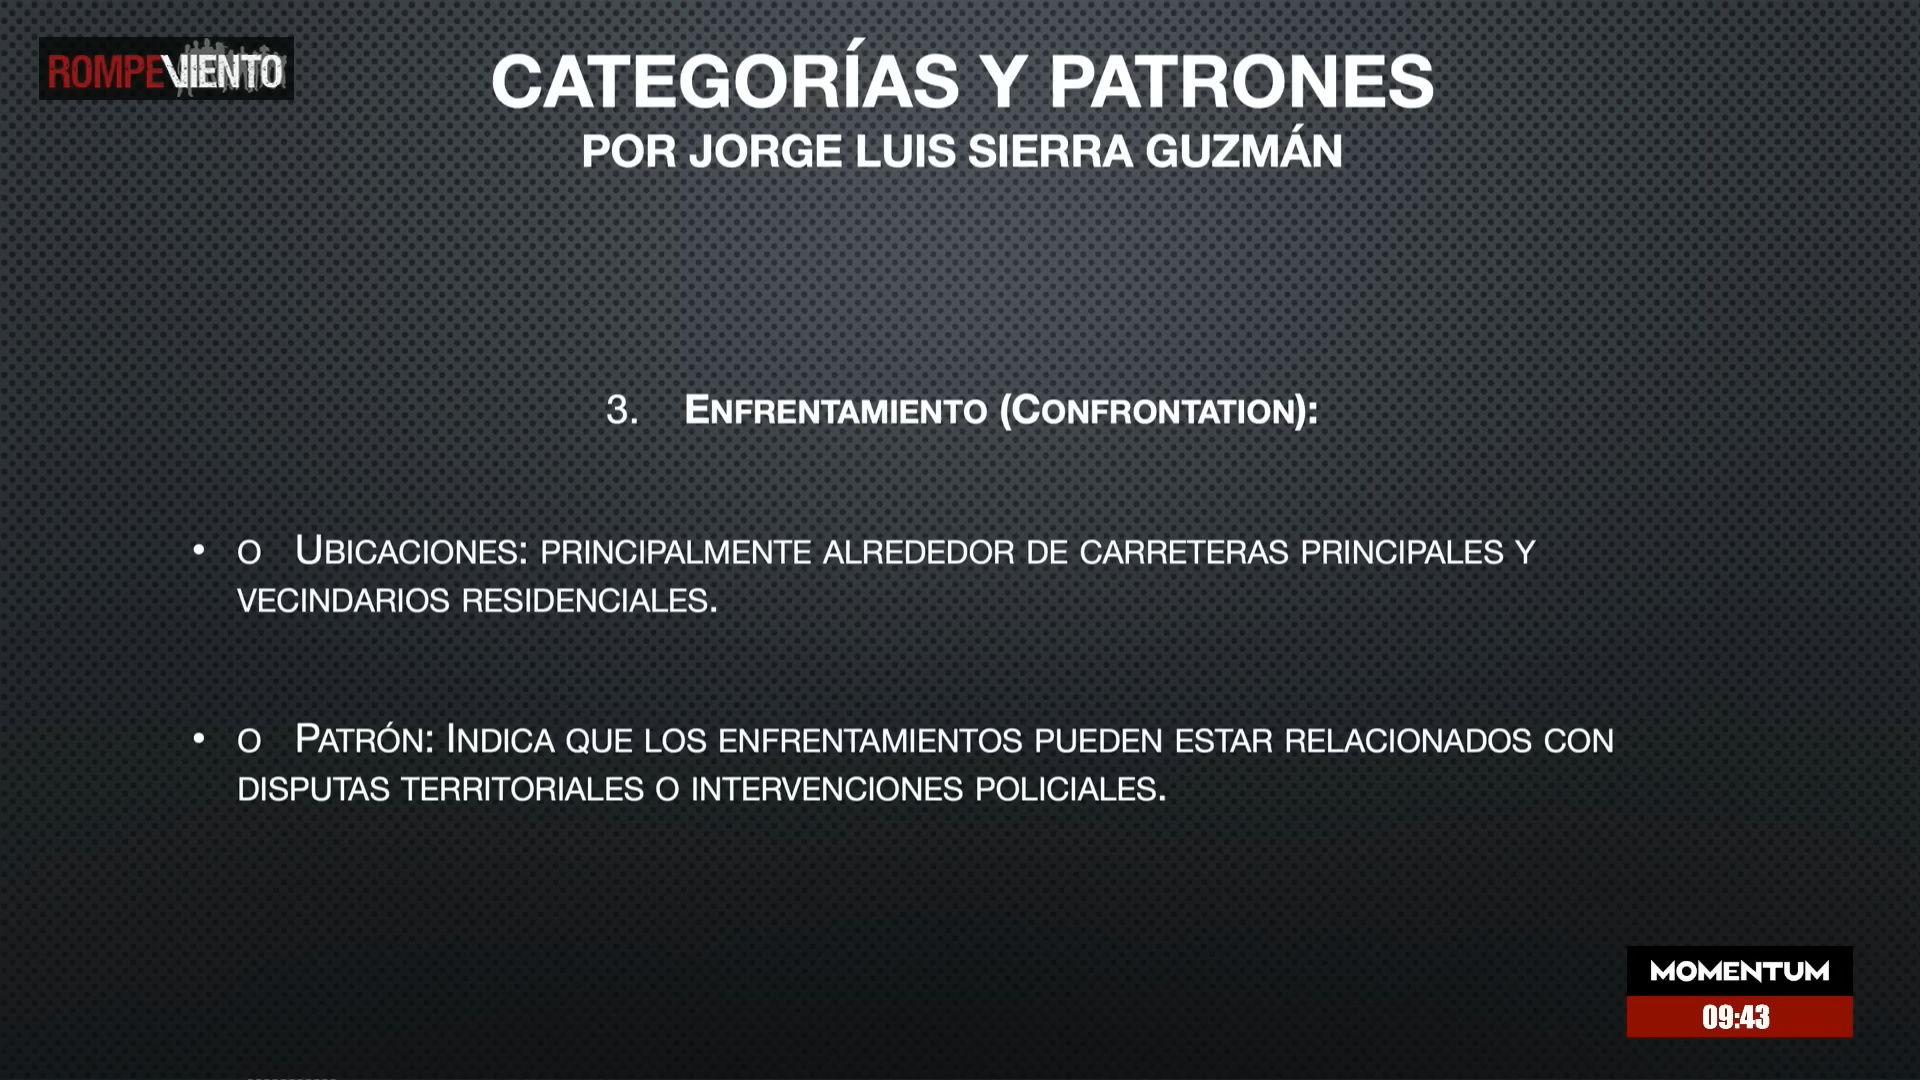 ROMPEVIENTO
CATEGORÍAS Y PATRONES
POR JORGE LUIS SIERRA GUZMÁN
3. ENFRENTAMIENTO (CONFRONTATION):
• O UBICACIONES: PRINCIPALMENTE ALREDEDOR DE CARRETERAS PRINCIPALES Y
VECINDARIOS RESIDENCIALES.
• O PATRÓN: INDICA QUE LOS ENFRENTAMIENTOS PUEDEN ESTAR RELACIONADOS CON
DISPUTAS TERRITORIALES O INTERVENCIONES POLICIALES.
MOMENTUM
09:43